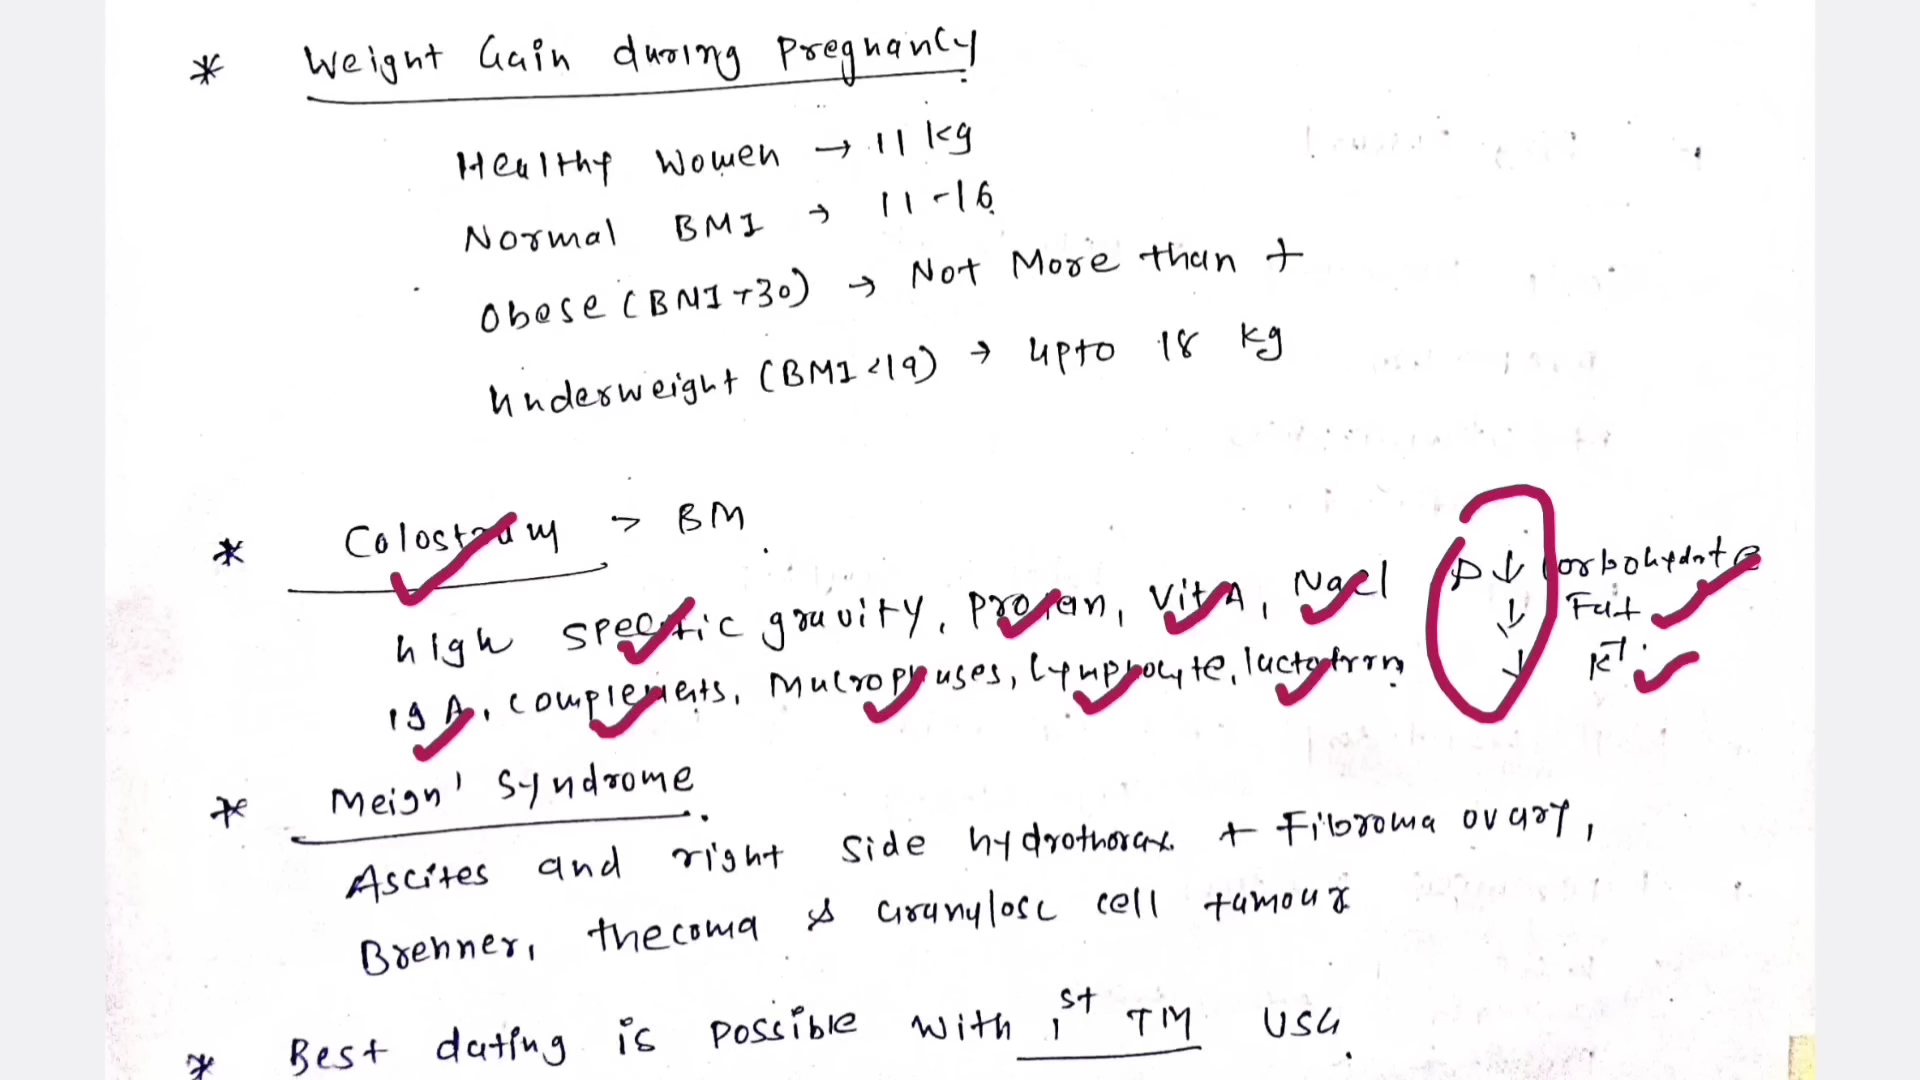 * Weight Gain during Pregnancy
Healthy Women → 11 kg
Normal BMI → 11-16
Obese (BMI >30) → Not More than 7
Underweight (BMI <19) → upto 18 kg
* Colostrum > BM
high specific gravity, Protein, Vit A, Nacl & ↓ Carbohydrate
↓ Fat
IgA, complements, Macrophages, Lymphocyte, lactoferrin ↓ K+
* Meign' Syndrome
Ascites and right side hydrothorax + Fibroma ovary,
Brenner, thecoma & Granulosa cell tumour
* Best dating is possible with 1st TM USG